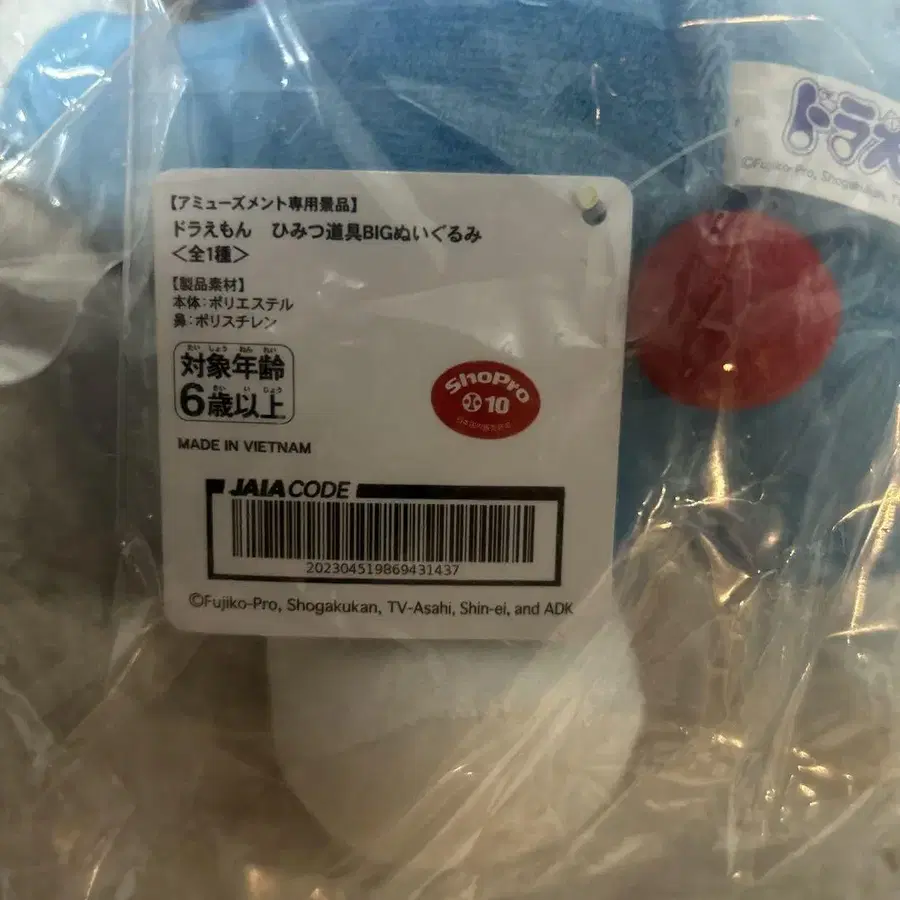 【アミューズメント専用景品】
ドラえもん ひみつ道具BIGぬいぐるみ
<全1種>
【製品素材】
本体：ポリエステル
鼻：ポリスチレン
たい しょう ねん れい
対象年齢
さい い じょう
6歳以上
MADE IN VIETNAM
ShoPro
10
JAIA CODE
202304519869431437
©Fujiko-Pro, Shogakukan, TV-Asahi, Shin-ei, and ADK
ドラえ
©Fujiko-Pro, Shogakukan, T